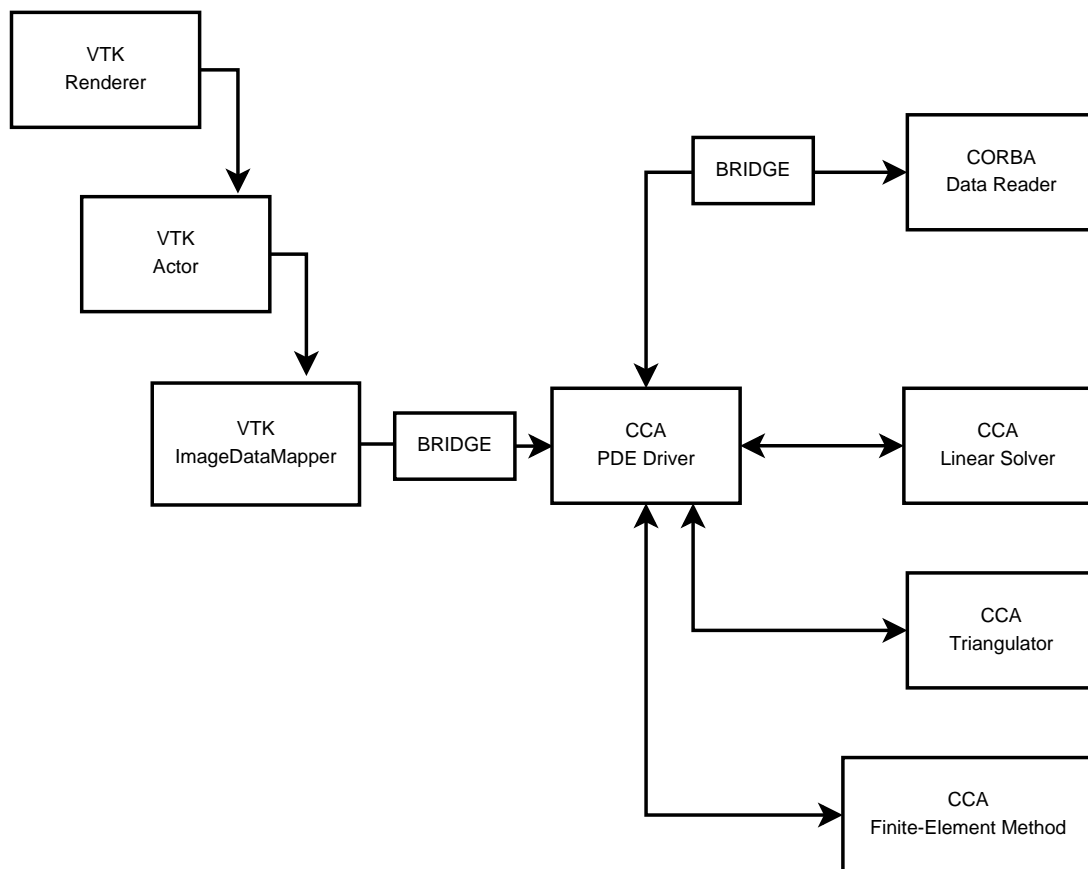 VTK
Renderer
VTK
Actor
VTK
ImageDataMapper
BRIDGE
CCA
PDE Driver
BRIDGE
CORBA
Data Reader
CCA
Linear Solver
CCA
Triangulator
CCA
Finite-Element Method